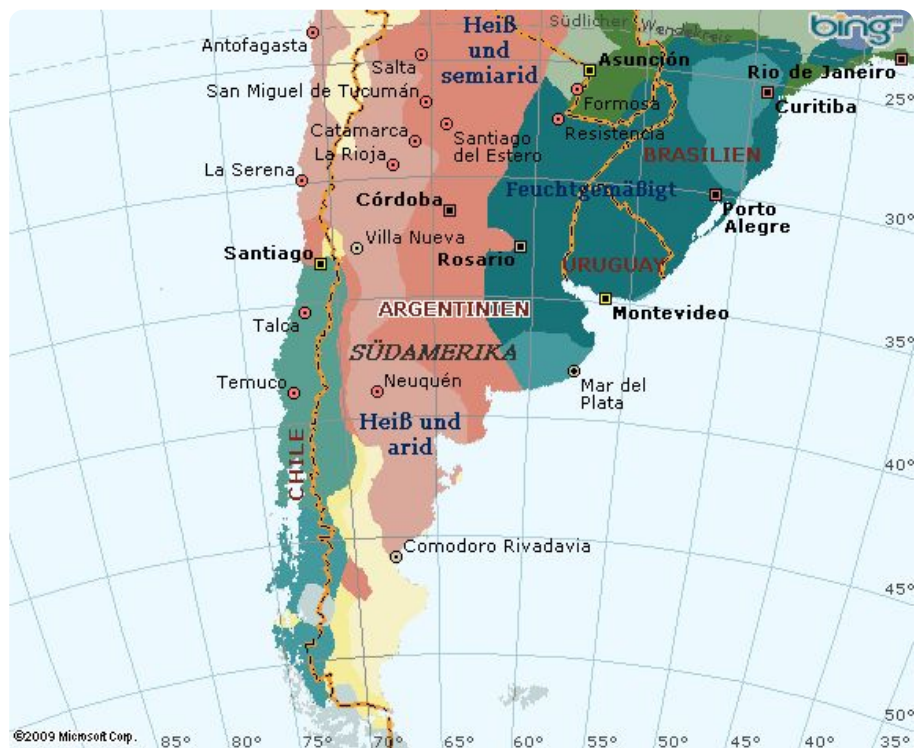 Südlicher Wendekreis
bing
Antofagasta
Heiß
und
semiarid
Asunción
Rio de Janeiro
Salta
San Miguel de Tucumán
Formosa
Curitiba
25°
Catamarca
Santiago
del Estero
Resistencia
La Rioja
BRASILIEN
La Serena
Feuchtgemäßigt
Córdoba
Porto
Alegre
30°
Villa Nueva
Santiago
Rosario
URUGUAY
ARGENTINIEN
Montevideo
Talca
35°
SÜDAMERIKA
Temuco
Neuquén
Mar del
Plata
Heiß und
arid
CHILE
40°
Comodoro Rivadavia
45°
50°
©2009 Microsoft Corp.
85°
80°
75°
70°
65°
60°
55°
50°
45°
40°
35°